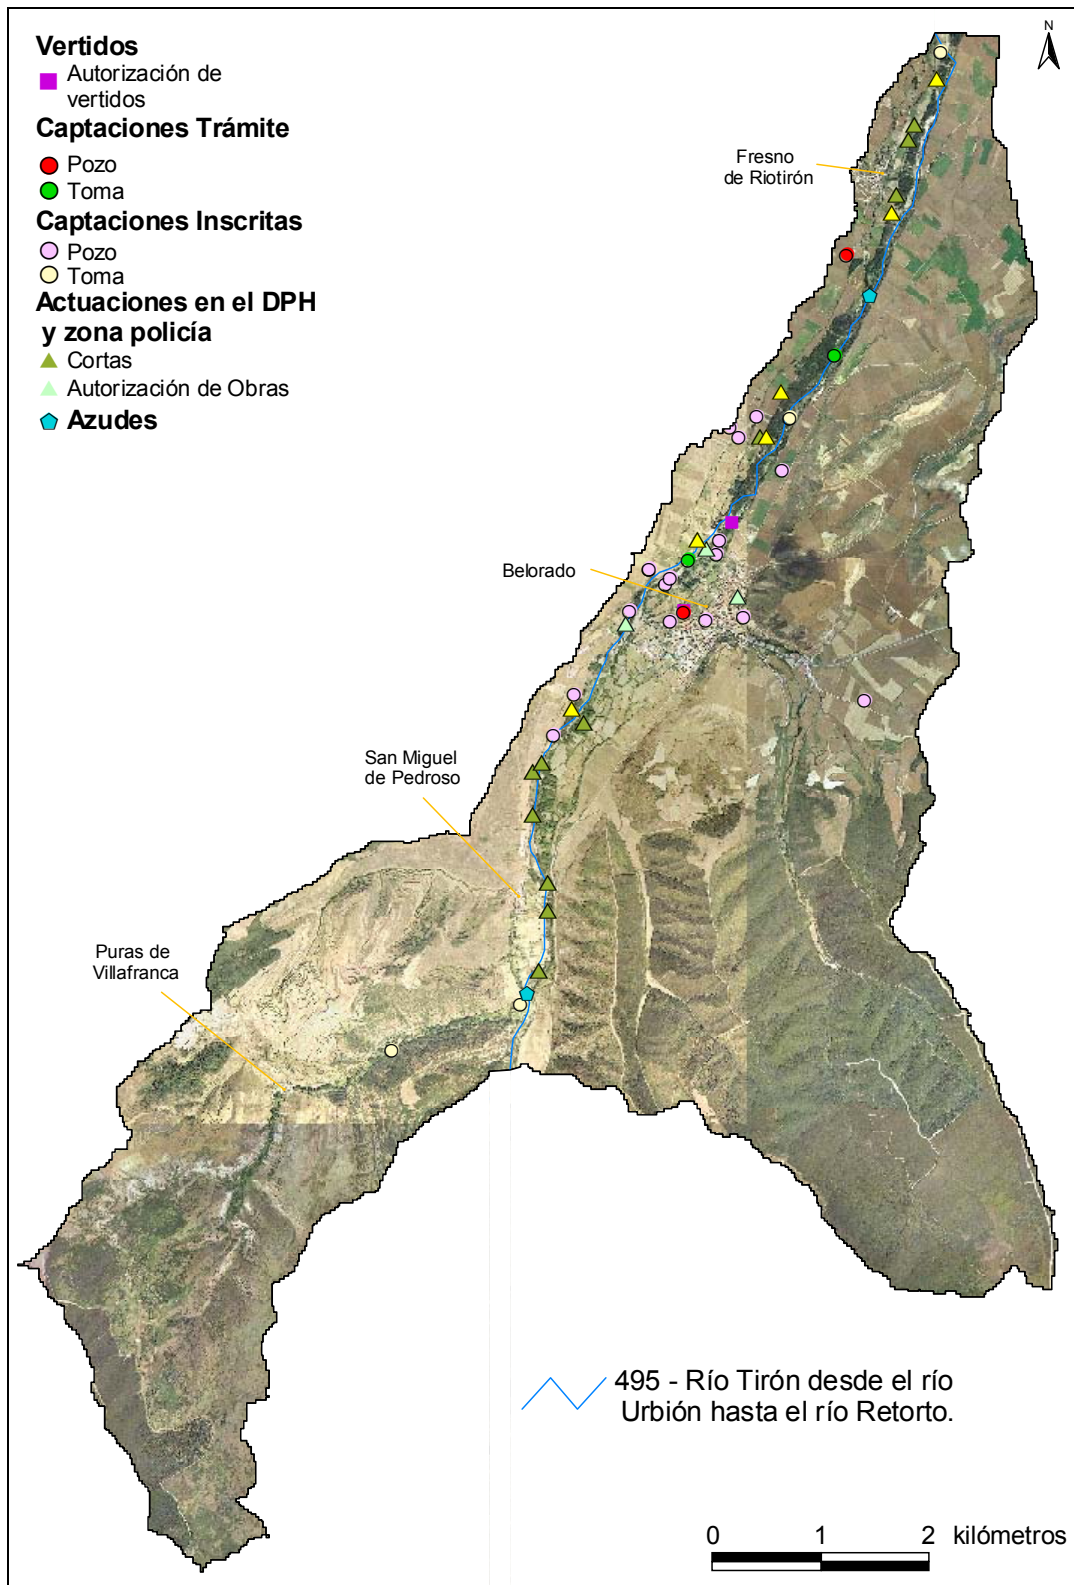 Vertidos
Autorización de
vertidos
Captaciones Trámite
Pozo
Toma
Captaciones Inscritas
Pozo
Toma
Actuaciones en el DPH
y zona policía
Cortas
Autorización de Obras
Azudes
N
Fresno
de Riotirón
Belorado
San Miguel
de Pedroso
Puras de
Villafranca
495 - Río Tirón desde el río
Urbión hasta el río Retorto.
0 1 2 kilómetros